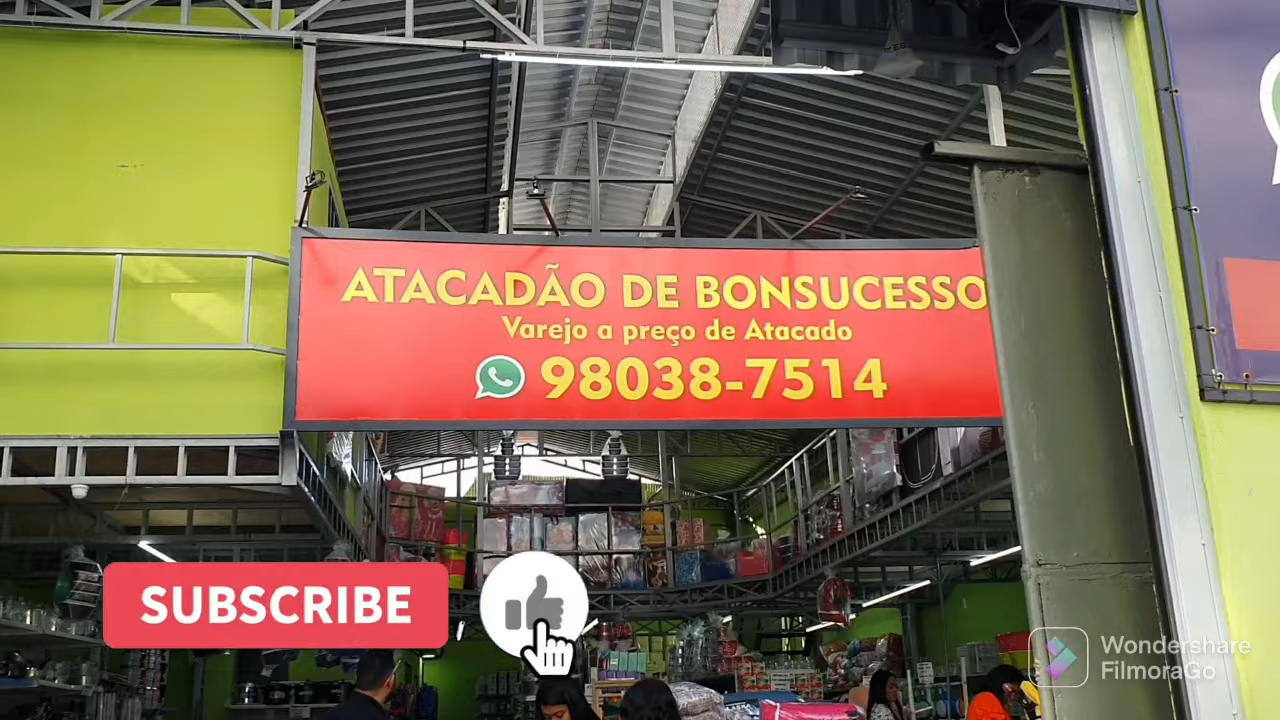 ATACADÃO DE BONSUCESSO
Varejo a preço de Atacado
98038-7514
SUBSCRIBE
Wondershare
FilmoraGo